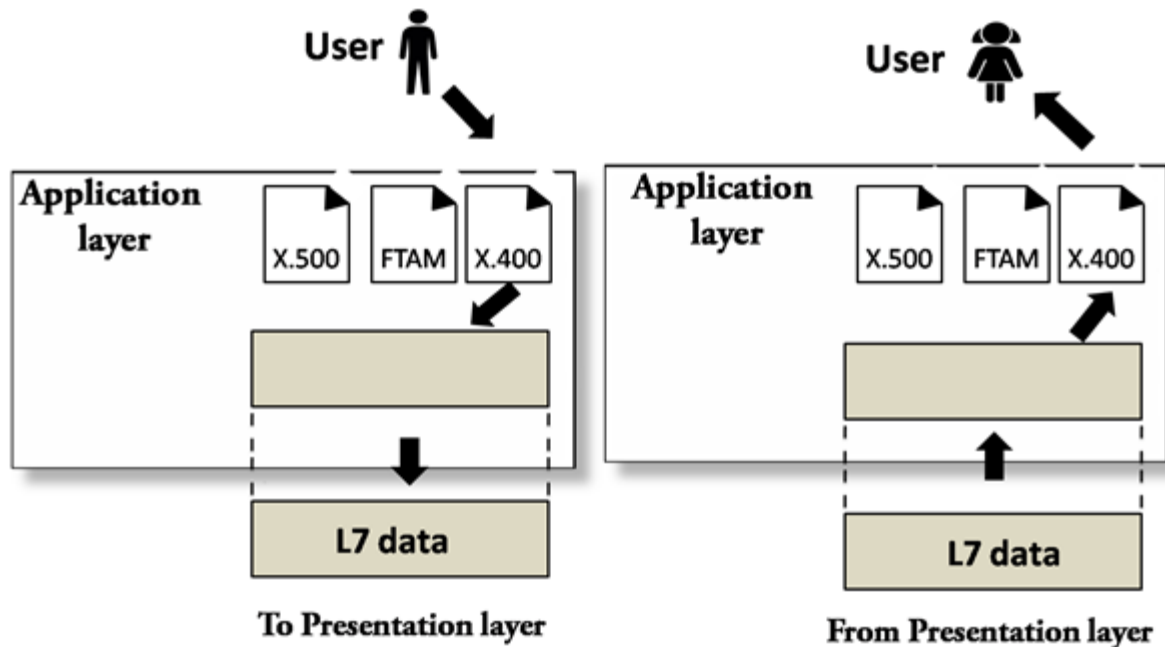 User
Application
layer
X.500 FTAM X.400
L7 data
To Presentation layer
User
Application
layer
X.500 FTAM X.400
L7 data
From Presentation layer